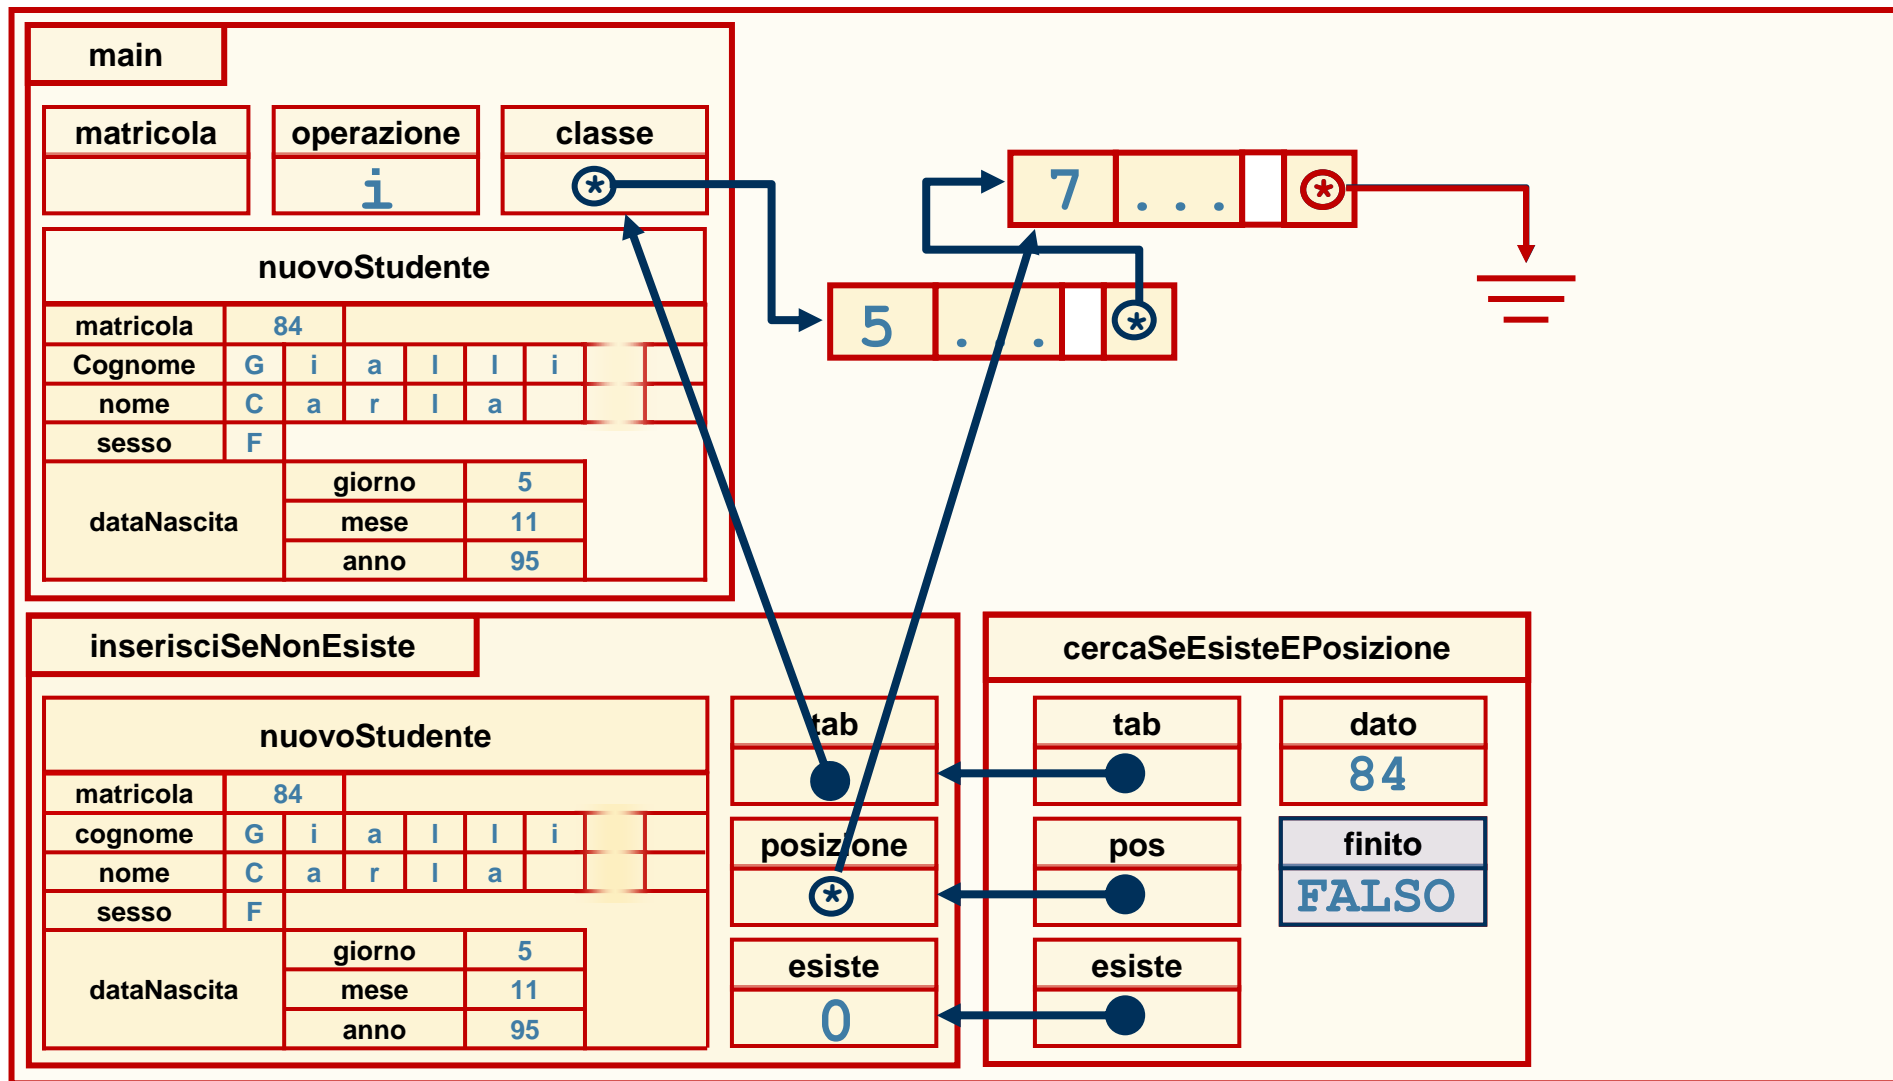 main
matricola operazione classe
i *
nuovoStudente
matricola 84
Cognome G i a l l i
nome C a r l a
sesso F
dataNascita
giorno 5
mese 11
anno 95
7 ... *
5 ... *
inserisciSeNonEsiste
nuovoStudente
matricola 84
cognome G i a l l i
nome C a r l a
sesso F
dataNascita
giorno 5
mese 11
anno 95
tab
posizione
*
esiste
0
cercaSeEsisteEPosizione
tab dato
84
pos finito
FALSO
esiste